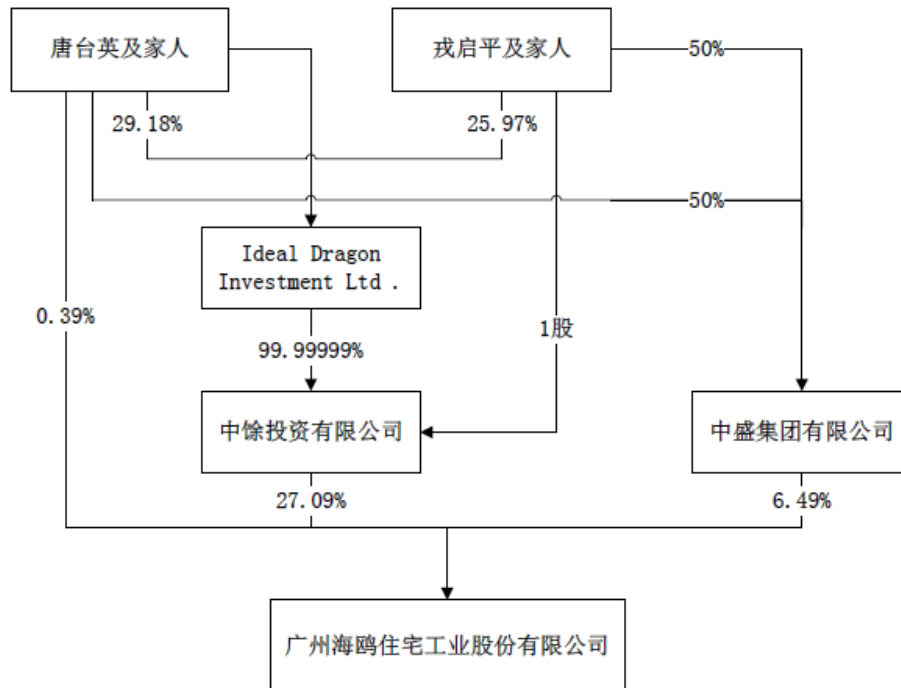 唐台英及家人
戎启平及家人
50%
29.18%
25.97%
50%
Ideal Dragon
Investment Ltd .
0.39%
1股
99.99999%
中馀投资有限公司
中盛集团有限公司
27.09%
6.49%
广州海鸥住宅工业股份有限公司